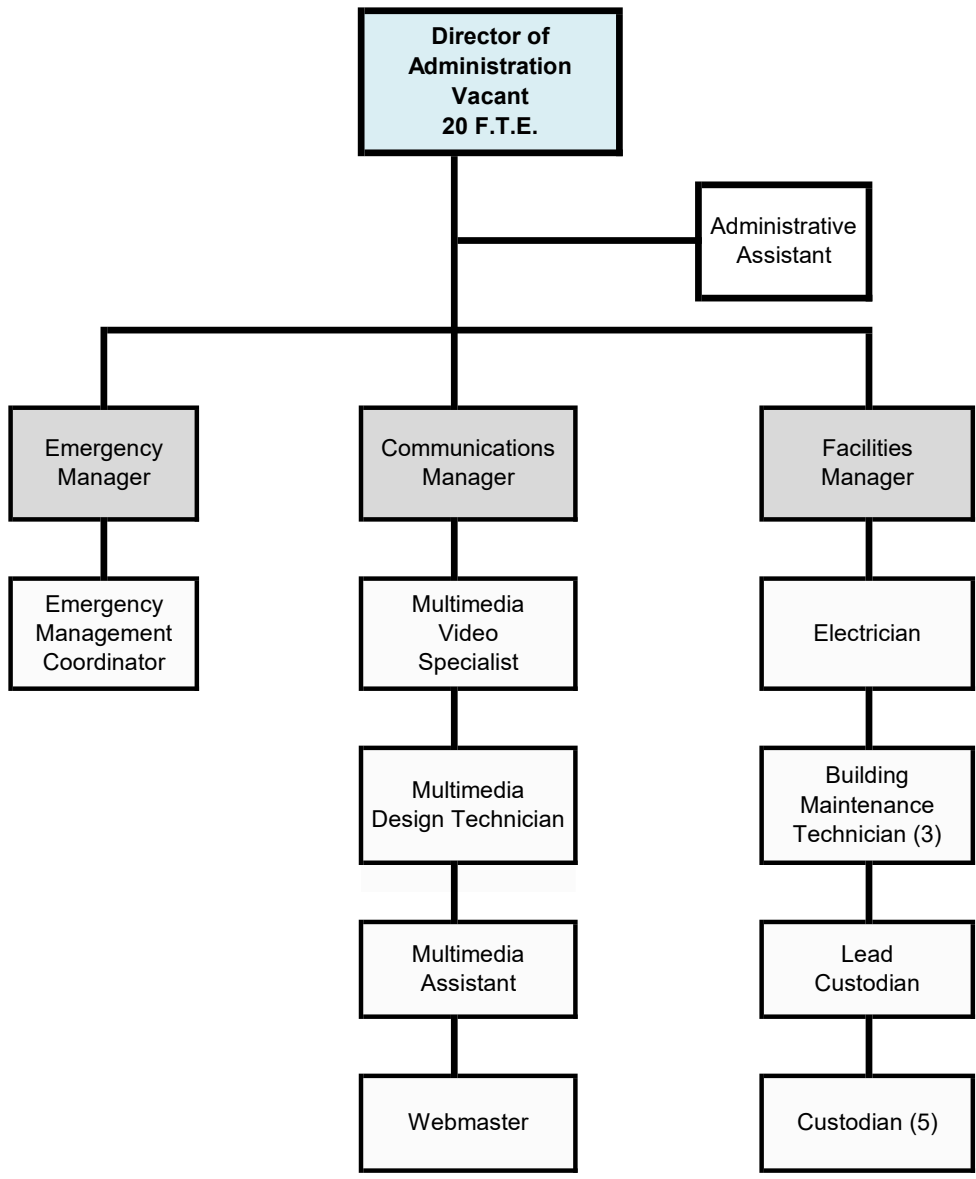 Director of
Administration
Vacant
20 F.T.E.
Administrative
Assistant
Emergency
Manager
Communications
Manager
Facilities
Manager
Emergency
Management
Coordinator
Multimedia
Video
Specialist
Electrician
Multimedia
Design Technician
Building
Maintenance
Technician (3)
Multimedia
Assistant
Lead
Custodian
Webmaster
Custodian (5)